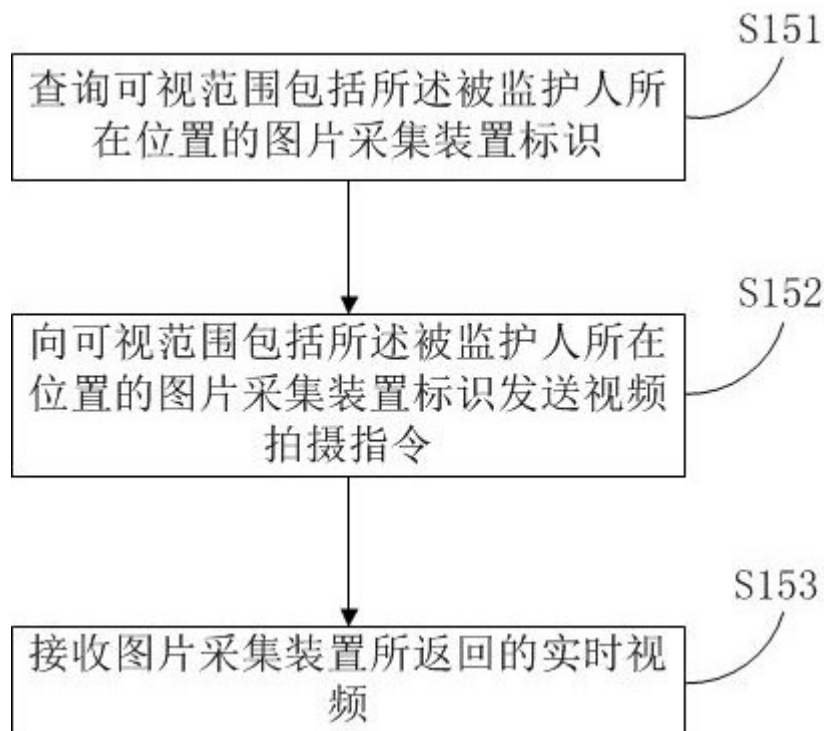 S151
查询可视范围包括所述被监护人所
在位置的图片采集装置标识
S152
向可视范围包括所述被监护人所在
位置的图片采集装置标识发送视频
拍摄指令
S153
接收图片采集装置所返回的实时视
频